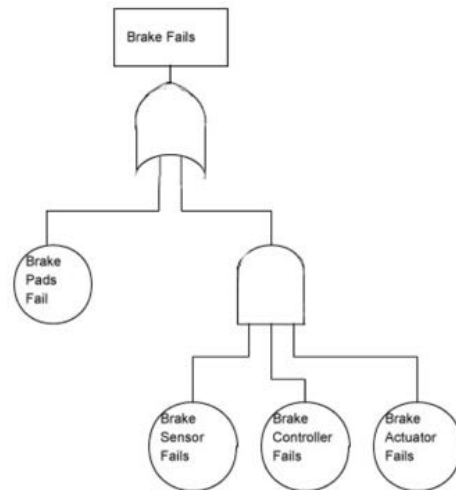 Brake Fails
Brake
Pads
Fail
Brake
Sensor
Fails
Brake
Controller
Fails
Brake
Actuator
Fails